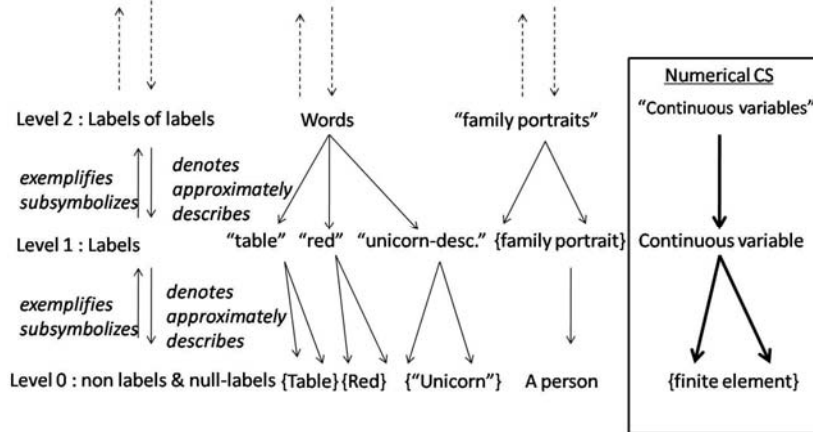 Numerical CS
Level 2 : Labels of labels Words "family portraits" "Continuous variables"
exemplifies denotes
subsymbolizes approximately
describes
Level 1 : Labels "table" "red" "unicorn-desc." {family portrait} Continuous variable
exemplifies denotes
subsymbolizes approximately
describes
Level 0 : non labels & null-labels {Table} {Red} {"Unicorn"} A person {finite element}